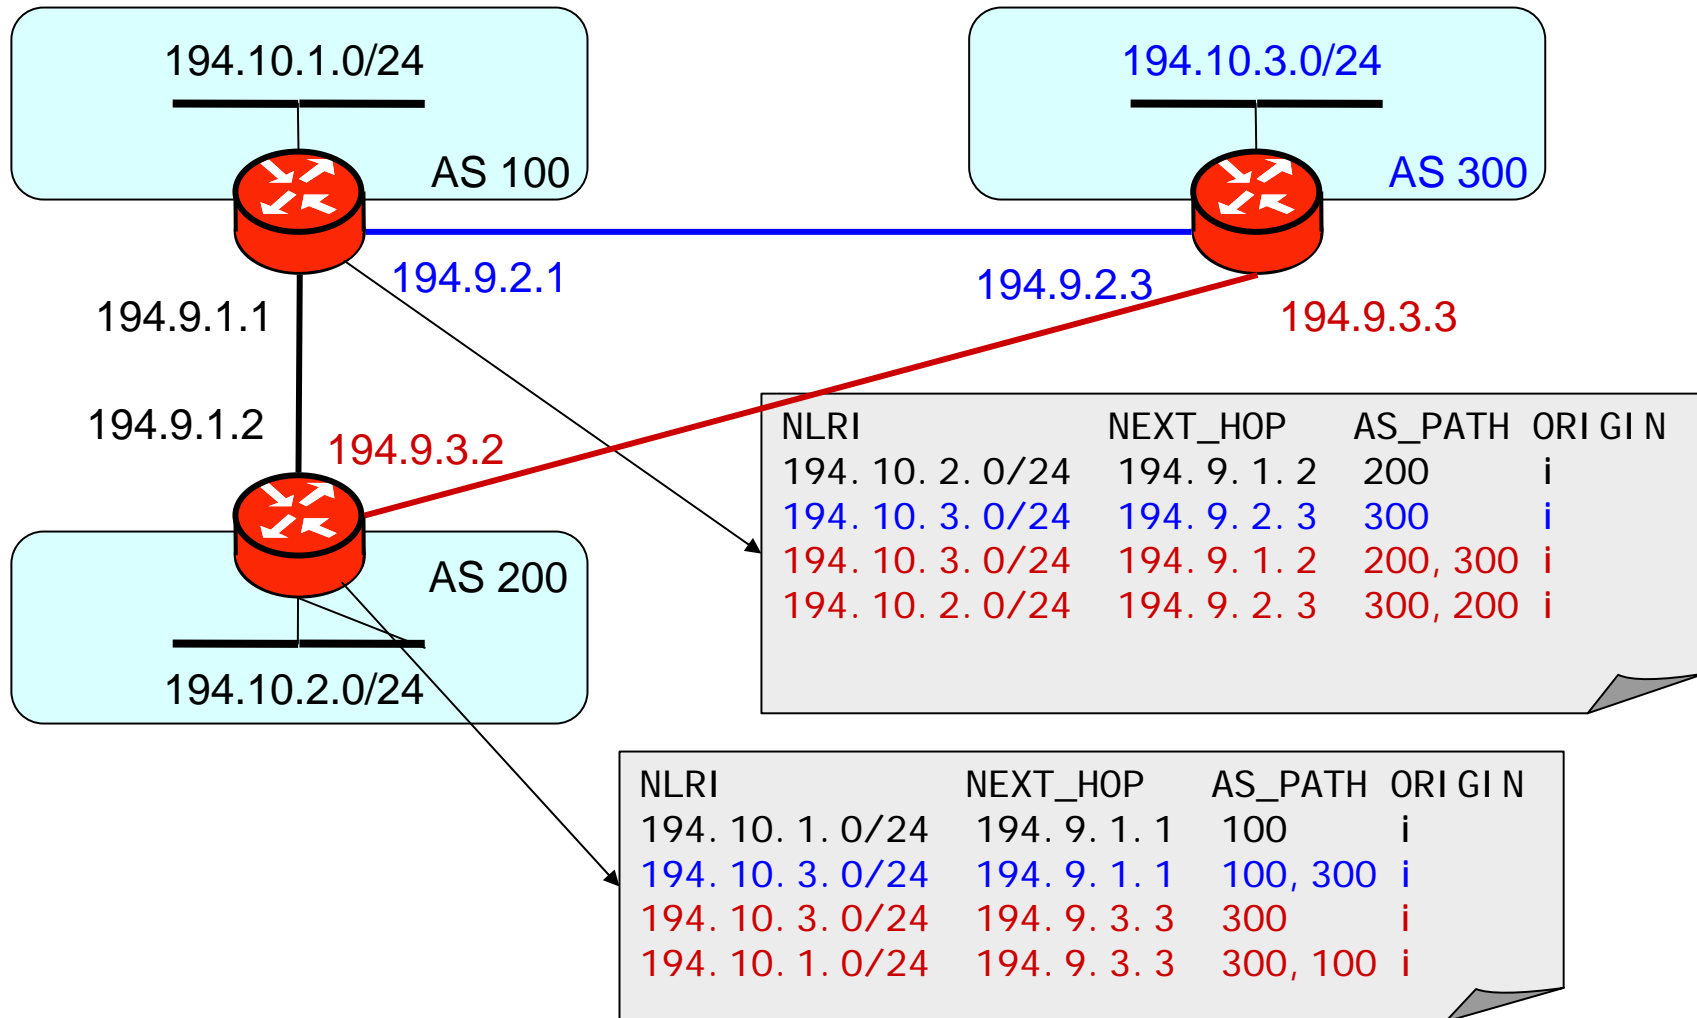 194.10.1.0/24
194.10.3.0/24
AS 100
AS 300
194.9.2.1
194.9.2.3
194.9.1.1
194.9.3.3
194.9.1.2
194.9.3.2
NLRI NEXT_HOP AS_PATH ORIGIN
194.10.2.0/24 194.9.1.2 200 i
194.10.3.0/24 194.9.2.3 300 i
194.10.3.0/24 194.9.1.2 200,300 i
194.10.2.0/24 194.9.2.3 300,200 i
AS 200
194.10.2.0/24
NLRI NEXT_HOP AS_PATH ORIGIN
194.10.1.0/24 194.9.1.1 100 i
194.10.3.0/24 194.9.1.1 100,300 i
194.10.3.0/24 194.9.3.3 300 i
194.10.1.0/24 194.9.3.3 300,100 i